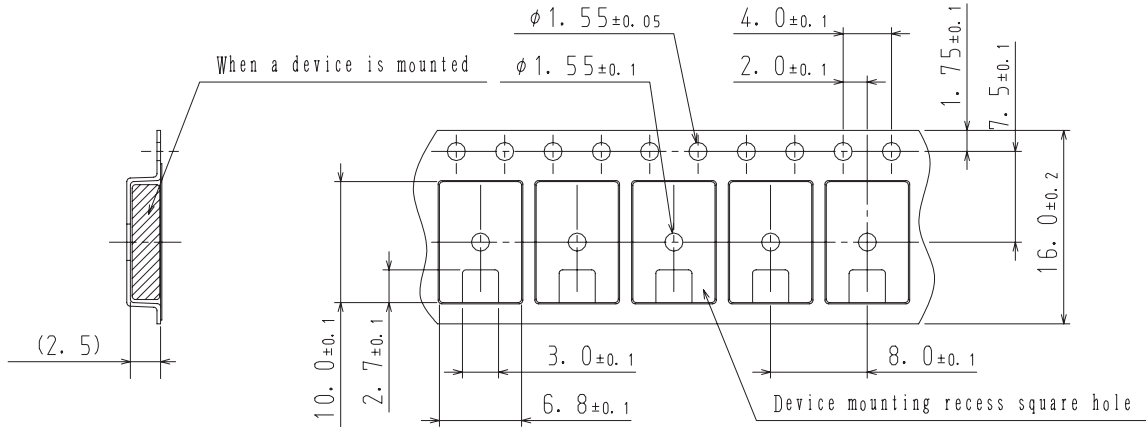 φ1.55±0.05
4.0±0.1
When a device is mounted
φ1.55±0.1
2.0±0.1
1.75±0.1
7.5±0.1
16.0±0.2
(2.5)
10.0±0.1
2.7±0.1
3.0±0.1
8.0±0.1
6.8±0.1
Device mounting recess square hole